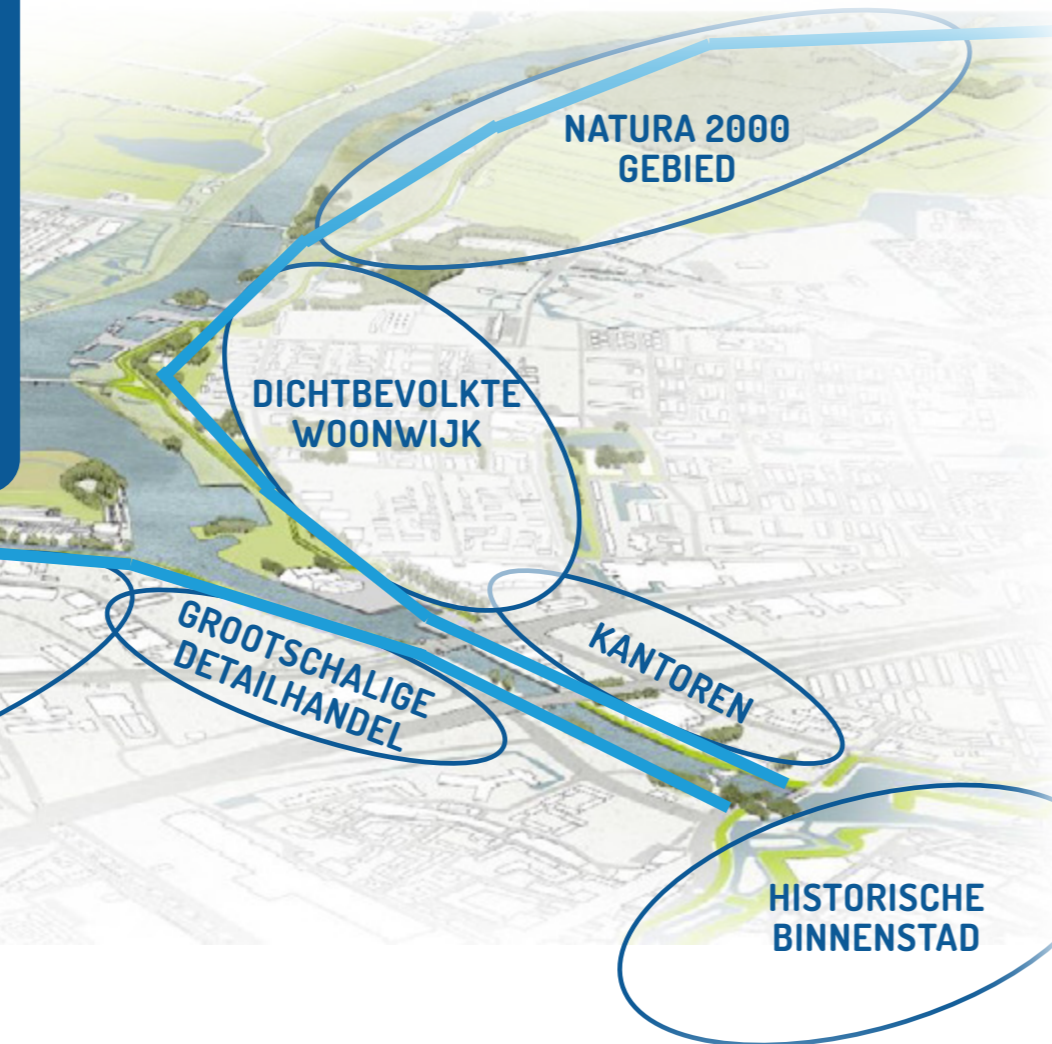 NATURA 2000
GEBIED
DICHTBEVOLKTE
WOONWIJK
GROOTSCHALIGE
DETAILHANDEL
KANTOREN
HISTORISCHE
BINNENSTAD